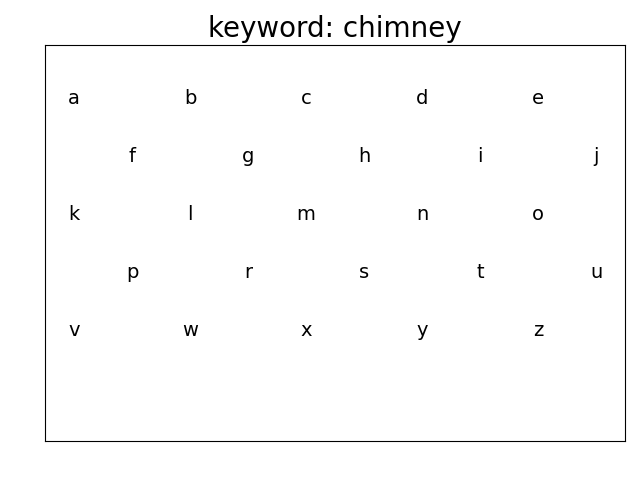 keyword: chimney
a b c d e
f g h i j
k l m n o
p r s t u
v w x y z